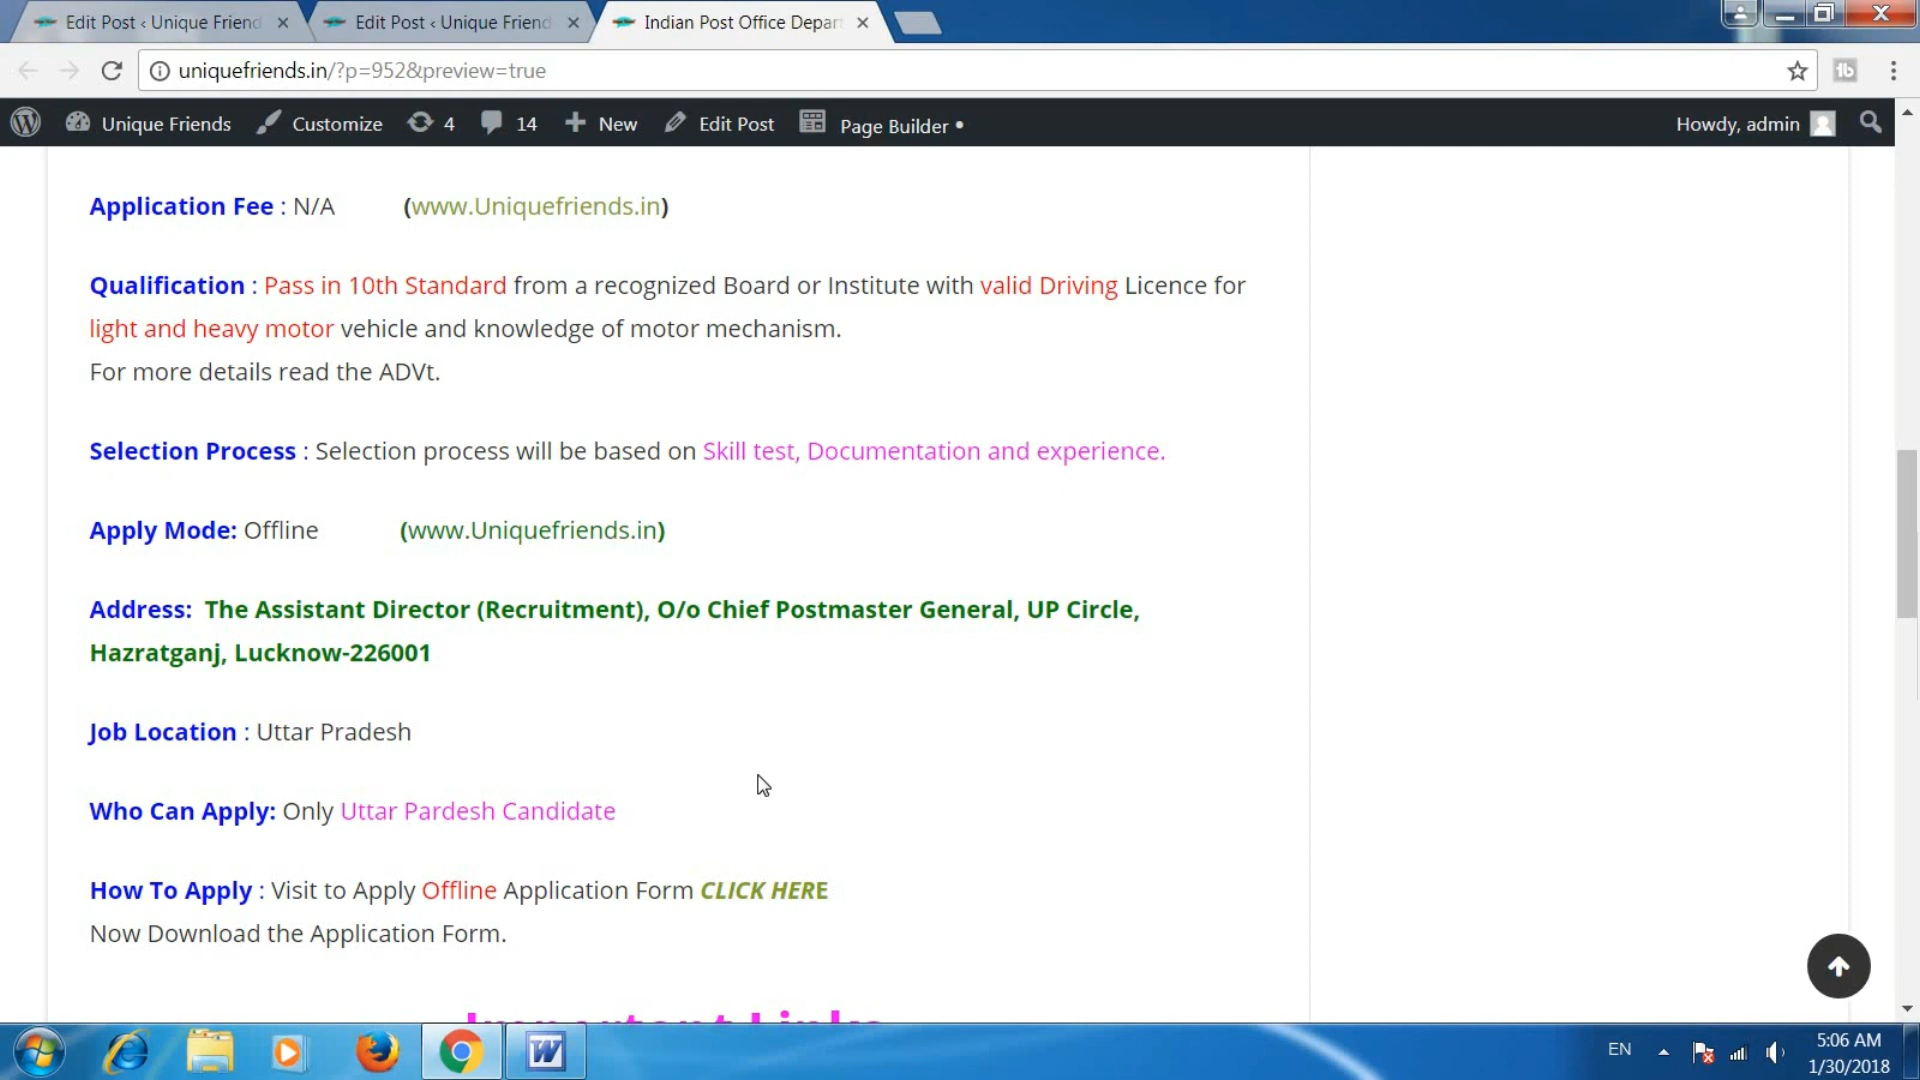 Edit Post ‹ Unique Friend
Edit Post ‹ Unique Friend
Indian Post Office Depar
uniquefriends.in/?p=952&preview=true
Unique Friends
Customize
4
14
New
Edit Post
Page Builder
Howdy, admin
Application Fee : N/A (www.Uniquefriends.in)
Qualification : Pass in 10th Standard from a recognized Board or Institute with valid Driving Licence for
light and heavy motor vehicle and knowledge of motor mechanism.
For more details read the ADVt.
Selection Process : Selection process will be based on Skill test, Documentation and experience.
Apply Mode: Offline (www.Uniquefriends.in)
Address: The Assistant Director (Recruitment), O/o Chief Postmaster General, UP Circle,
Hazratganj, Lucknow-226001
Job Location : Uttar Pradesh
Who Can Apply: Only Uttar Pardesh Candidate
How To Apply : Visit to Apply Offline Application Form CLICK HERE
Now Download the Application Form.
Important Links
EN
5:06 AM
1/30/2018